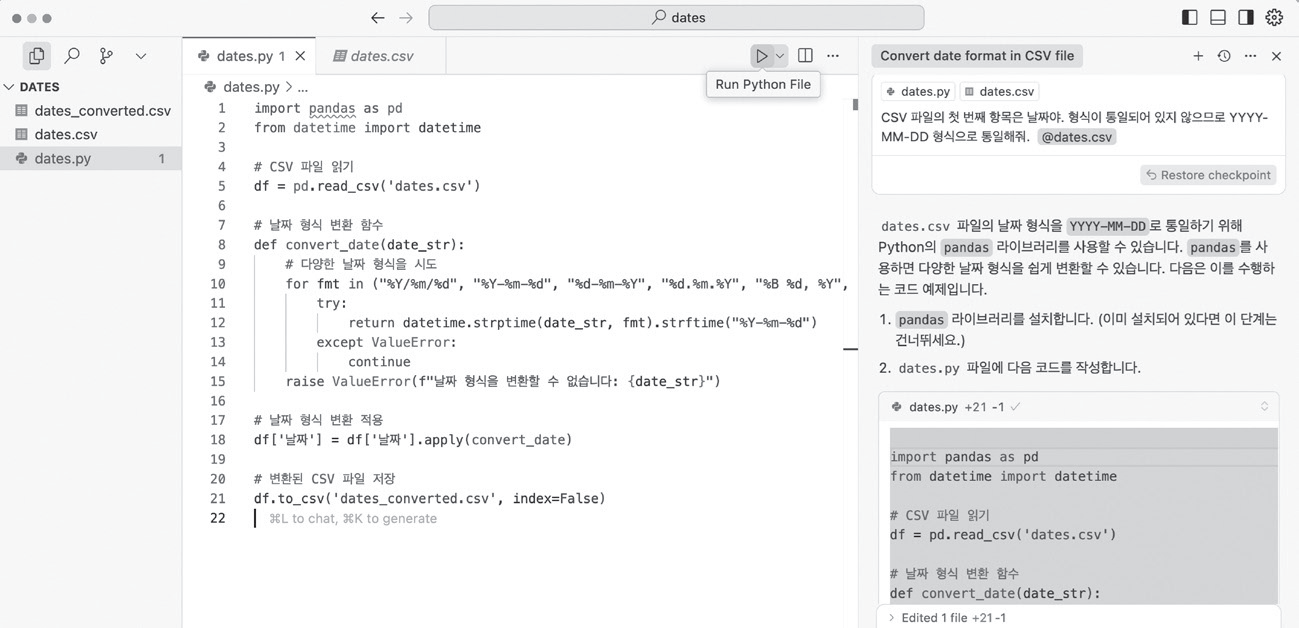 dates
dates.py 1
dates.csv
Run Python File
DATES
dates_converted.csv
dates.csv
dates.py 1
dates.py > ...
1 import pandas as pd
2 from datetime import datetime
3
4 # CSV 파일 읽기
5 df = pd.read_csv('dates.csv')
6
7 # 날짜 형식 변환 함수
8 def convert_date(date_str):
9 # 다양한 날짜 형식을 시도
10 for fmt in ("%Y/%m/%d", "%Y-%m-%d", "%d-%m-%Y", "%d.%m.%Y", "%B %d, %Y",
11 try:
12 return datetime.strptime(date_str, fmt).strftime("%Y-%m-%d")
13 except ValueError:
14 continue
15 raise ValueError(f"날짜 형식을 변환할 수 없습니다: {date_str}")
16
17 # 날짜 형식 변환 적용
18 df['날짜'] = df['날짜'].apply(convert_date)
19
20 # 변환된 CSV 파일 저장
21 df.to_csv('dates_converted.csv', index=False)
22 ⌘L to chat, ⌘K to generate
Convert date format in CSV file
dates.py dates.csv
CSV 파일의 첫 번째 항목은 날짜야. 형식이 통일되어 있지 않으므로 YYYY-
MM-DD 형식으로 통일해줘. @dates.csv
Restore checkpoint
dates.csv 파일의 날짜 형식을 YYYY-MM-DD로 통일하기 위해
Python의 pandas 라이브러리를 사용할 수 있습니다. pandas를 사
용하면 다양한 날짜 형식을 쉽게 변환할 수 있습니다. 다음은 이를 수행하
는 코드 예제입니다.
1. pandas 라이브러리를 설치합니다. (이미 설치되어 있다면 이 단계는
건너뛰세요.)
2. dates.py 파일에 다음 코드를 작성합니다.
dates.py +21 -1
import pandas as pd
from datetime import datetime
# CSV 파일 읽기
df = pd.read_csv('dates.csv')
# 날짜 형식 변환 함수
def convert_date(date_str):
Edited 1 file +21 -1